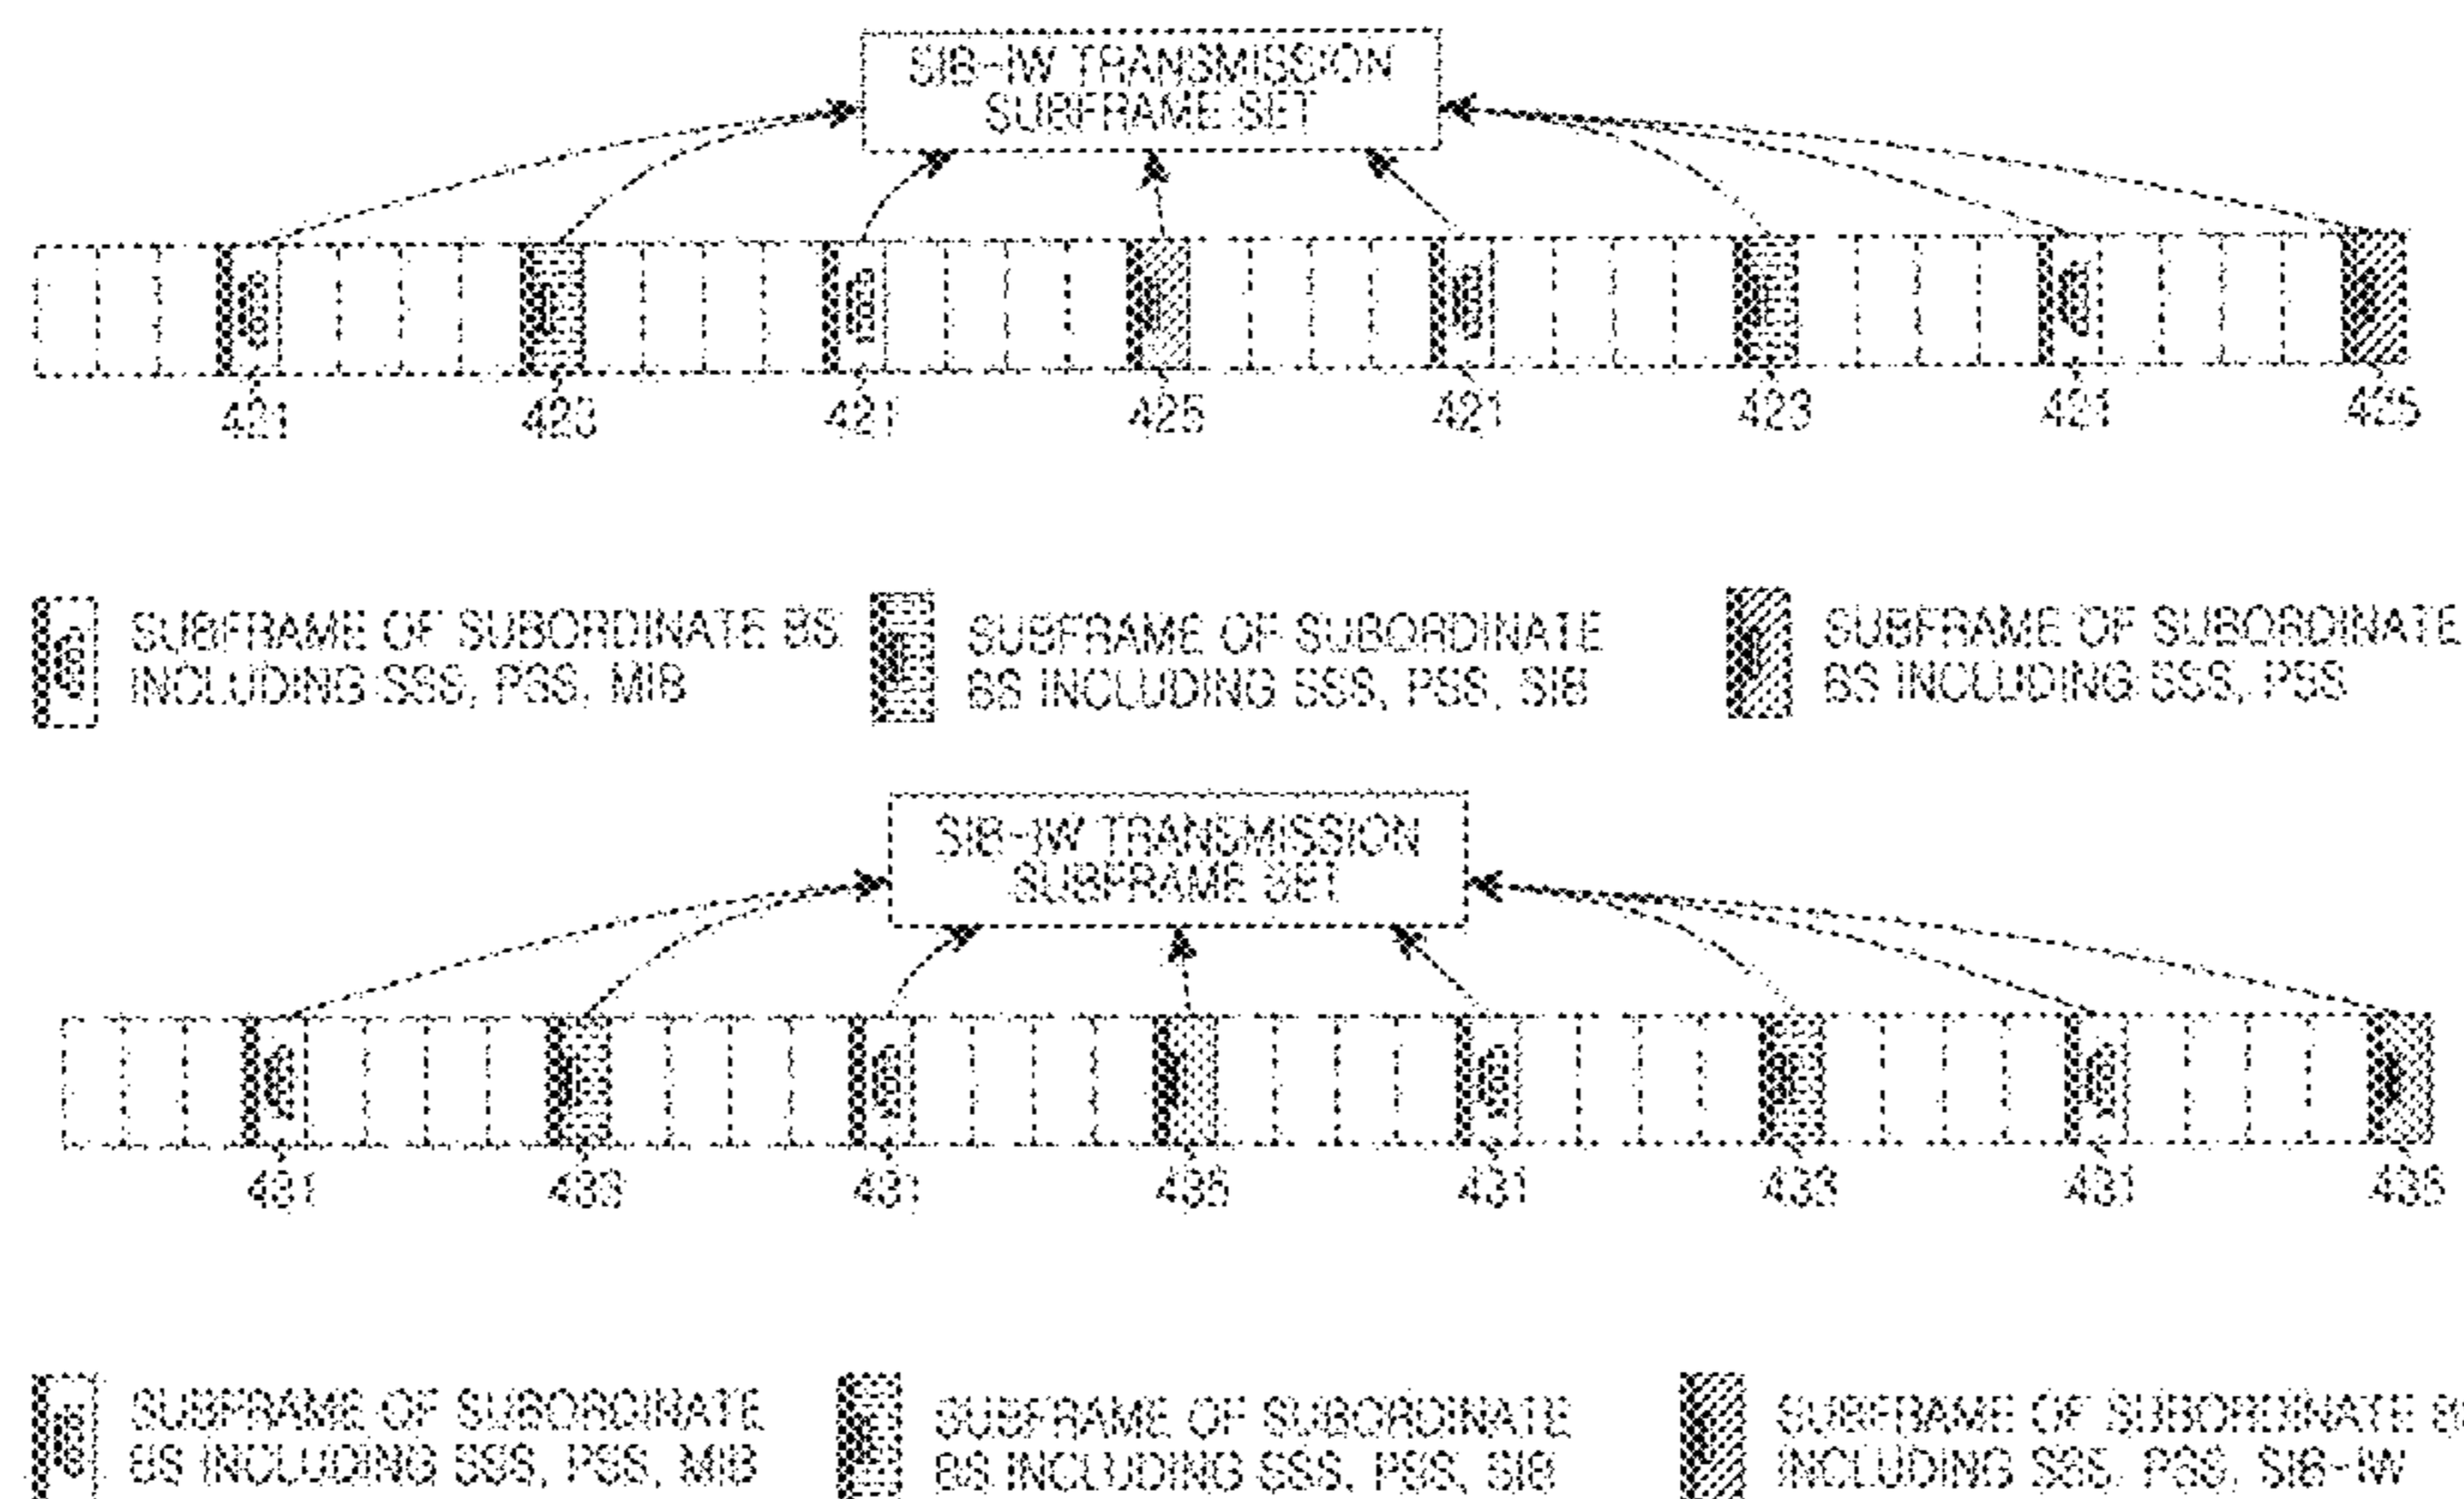 SIB-IW TRANSMISSION
SUBFRAME SET
421 423 421 425 421 423 421 425
SUBFRAME OF SUBORDINATE BS
INCLUDING SSS, PSS, MIB
SUBFRAME OF SUBORDINATE
BS INCLUDING SSS, PSS, SIB
SUBFRAME OF SUBORDINATE
BS INCLUDING SSS, PSS
SIB-IW TRANSMISSION
SUBFRAME SET
431 433 431 435 431 433 431 435
SUBFRAME OF SUBORDINATE
BS INCLUDING SSS, PSS, MIB
SUBFRAME OF SUBORDINATE
BS INCLUDING SSS, PSS, SIB
SUBFRAME OF SUBORDINATE BS
INCLUDING SSS, PSS, SIB-IW